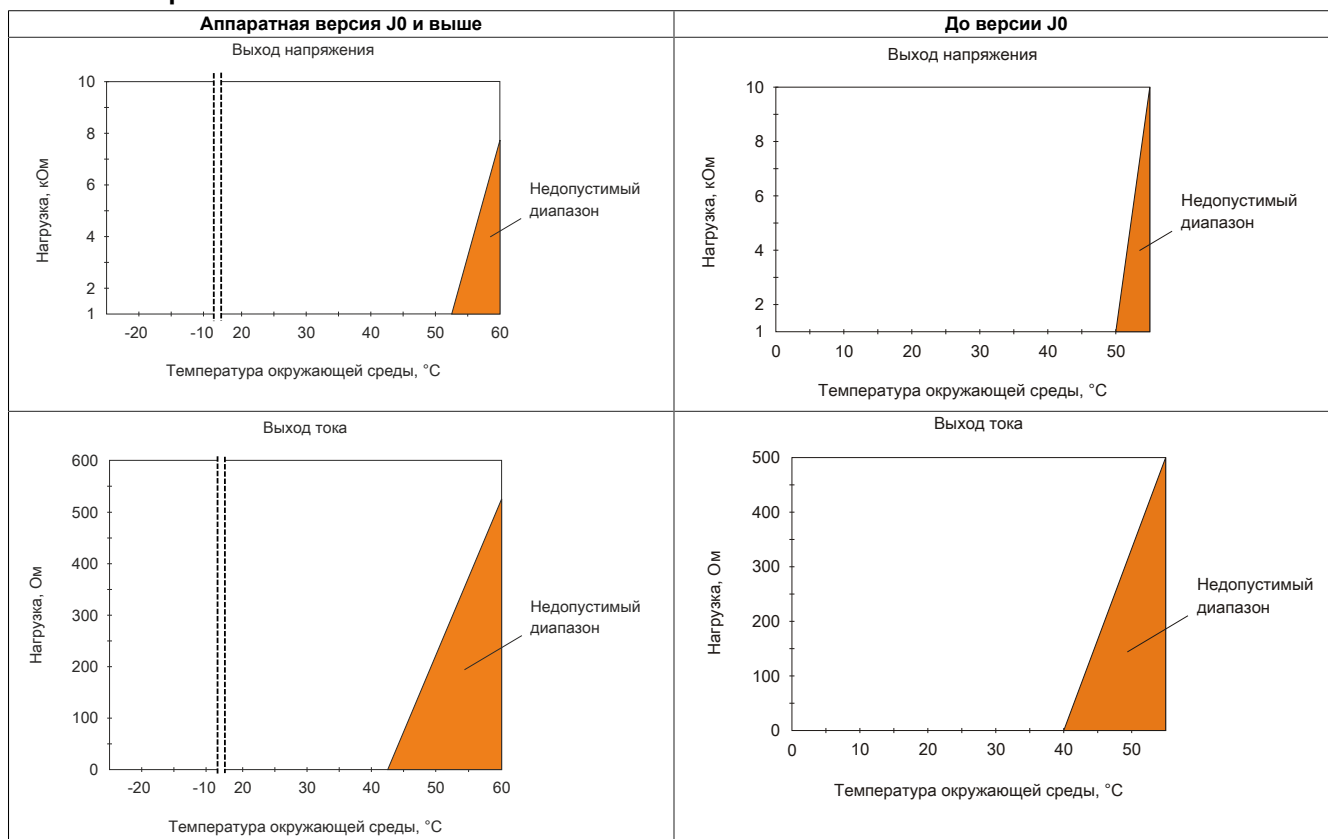 Аппаратная версия J0 и выше
До версии J0
Выход напряжения
10
8
6
4
2
1
Нагрузка, кОм
-20 -10 20 30 40 50 60
Температура окружающей среды, °C
Недопустимый
диапазон
Выход напряжения
10
8
6
4
2
1
Нагрузка, кОм
0 10 20 30 40 50
Температура окружающей среды, °C
Недопустимый
диапазон
Выход тока
600
500
400
300
200
100
0
Нагрузка, Ом
-20 -10 20 30 40 50 60
Температура окружающей среды, °C
Недопустимый
диапазон
Выход тока
500
400
300
200
100
0
Нагрузка, Ом
0 10 20 30 40 50
Температура окружающей среды, °C
Недопустимый
диапазон